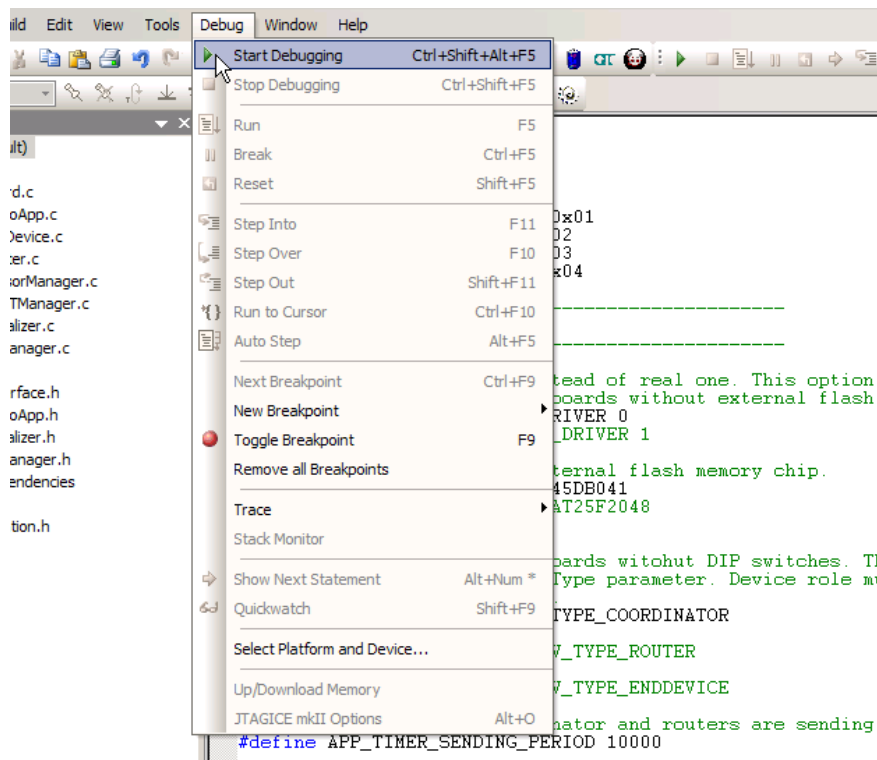 ild Edit View Tools Debug Window Help
Start Debugging Ctrl+Shift+Alt+F5
Stop Debugging Ctrl+Shift+F5
Run F5
Break Ctrl+F5
Reset Shift+F5
Step Into F11
Step Over F10
Step Out Shift+F11
Run to Cursor Ctrl+F10
Auto Step Alt+F5
Next Breakpoint Ctrl+F9
New Breakpoint
Toggle Breakpoint F9
Remove all Breakpoints
Trace
Stack Monitor
Show Next Statement Alt+Num *
Quickwatch Shift+F9
Select Platform and Device...
Up/Download Memory
JTAGICE mkII Options Alt+O
ult)
rd.c
oApp.c
Device.c
ter.c
sorManager.c
TManager.c
alizer.c
anager.c
rface.h
oApp.h
alizer.h
anager.h
endencies
tion.h
0x01
02
03
x04
tead of real one. This option
boards without external flash
RIVER 0
_DRIVER 1
ternal flash memory chip.
45DB041
AT25F2048
oards witohut DIP switches. Th
Type parameter. Device role mu
TYPE_COORDINATOR
W_TYPE_ROUTER
W_TYPE_ENDDEVICE
nator and routers are sending
#define APP_TIMER_SENDING_PERIOD 10000